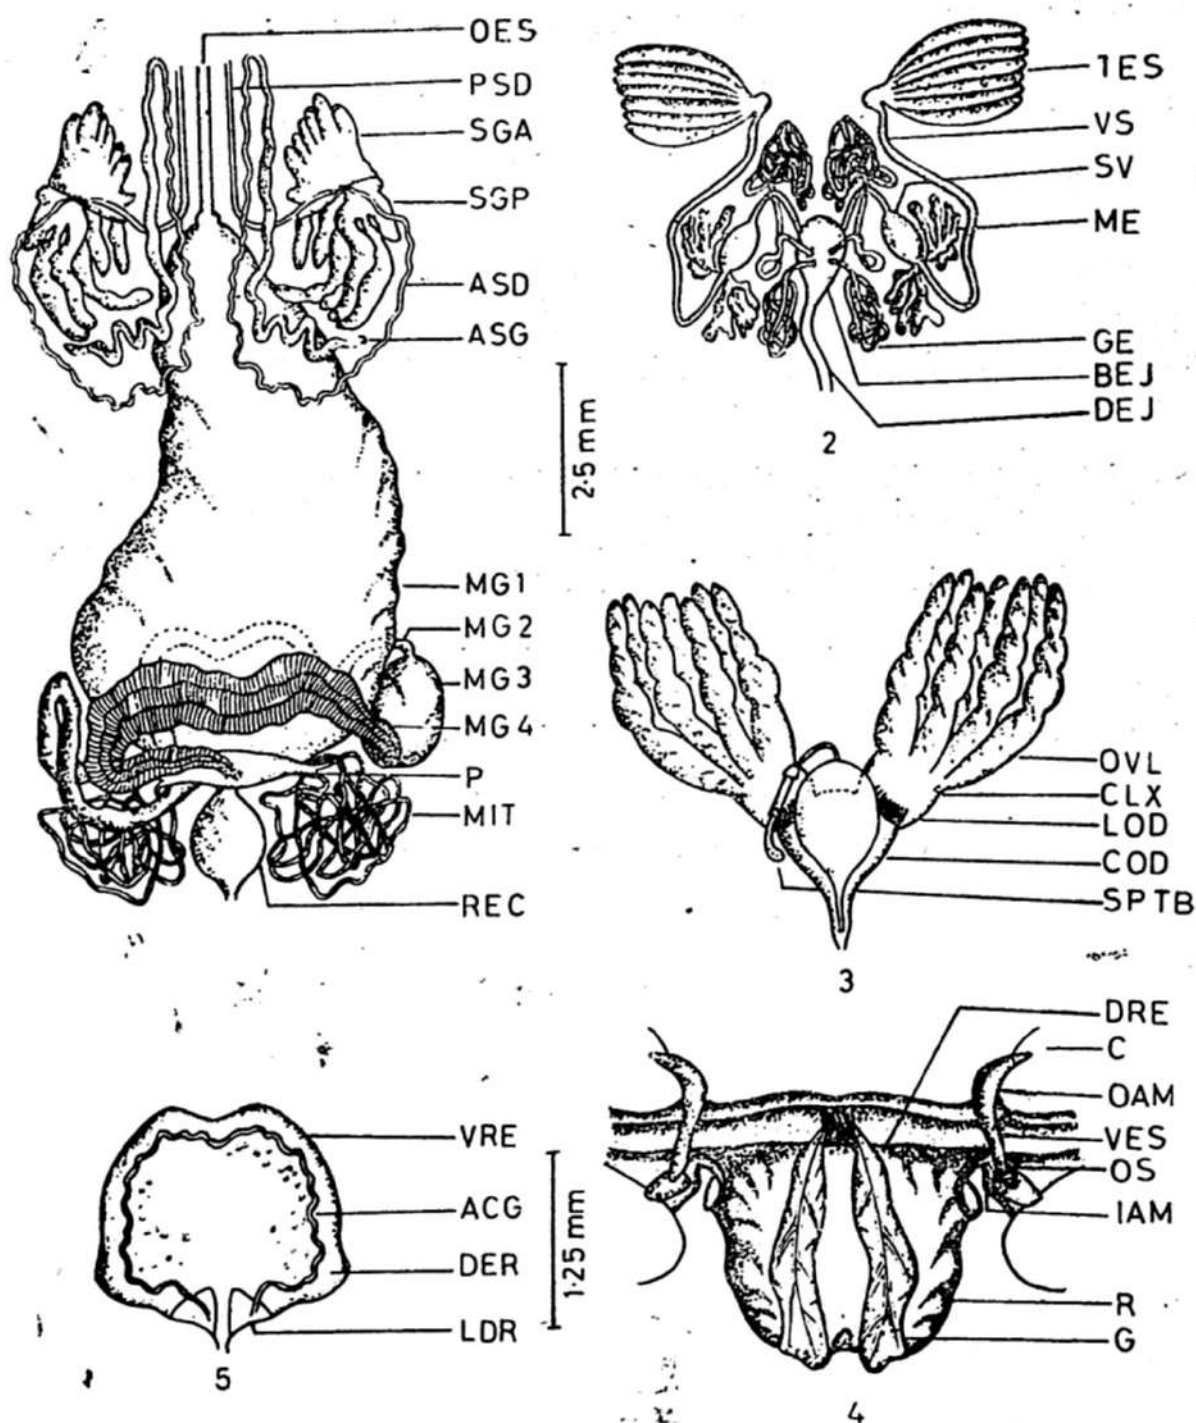 OES
PSD
SGA
SGP
ASD
ASG
2·5 mm
MG1
MG2
MG3
MG4
P
MIT
REC
TES
VS
SV
ME
GE
BEJ
DEJ
2
OVL
CLX
LOD
COD
SPTB
3
VRE
ACG
DER
LDR
1·25 mm
5
DRE
C
OAM
VES
OS
IAM
R
G
4